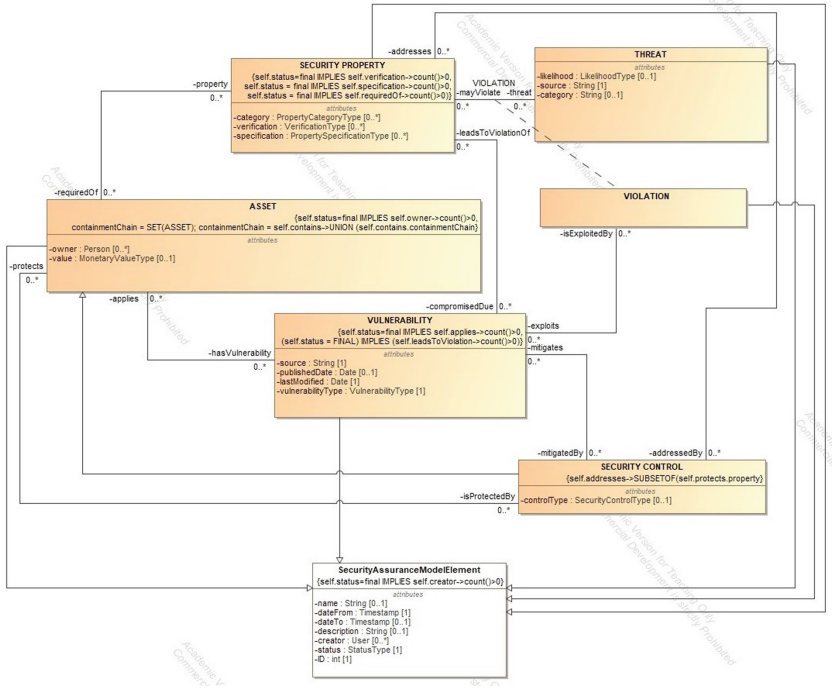 -addresses 0..*
SECURITY PROPERTY
{self.status=final IMPLIES self.verification->count()>0,
self.status = final IMPLIES self.specification->count()>0,
self.status = final IMPLIES self.requiredOf->count()>0)}
attributes
-category : PropertyCategoryType [0..*]
-verification : VerificationType [0..*]
-specification : PropertySpecificationType [0..*]
THREAT
attributes
-likelihood : LikelihoodType [0..1]
-source : String [1]
-category : String [0..1]
-property
0..*
VIOLATION
-mayViolate -threat
0..* 0..*
-leadsToViolationOf
0..*
-requiredOf 0..*
ASSET
{self.status=final IMPLIES self.owner->count()>0,
containmentChain = SET(ASSET); containmentChain = self.contains->UNION (self.contains.containmentChain}
attributes
-owner : Person [0..*]
-value : MonetaryValueType [0..1]
VIOLATION
-isExploitedBy 0..*
-protects
0..*
-applies 0..*
-compromisedDue 0..*
VULNERABILITY
{self.status=final IMPLIES self.applies->count()>0,
(self.status = FINAL) IMPLIES (self.leadsToViolation->count()>0)}
attributes
-source : String [1]
-publishedDate : Date [0..1]
-lastModified : Date [1]
-vulnerabilityType : VulnerabilityType [1]
-exploits
0..*
-mitigates
0..*
-hasVulnerability
0..*
-mitigatedBy 0..*
-addressedBy 0..*
SECURITY CONTROL
{self.addresses->SUBSETOF(self.protects.property}
attributes
-controlType : SecurityControlType [0..1]
-isProtectedBy
0..*
SecurityAssuranceModelElement
{self.status=final IMPLIES self.creator->count()>0}
attributes
-name : String [0..1]
-dateFrom : Timestamp [1]
-dateTo : Timestamp [0..1]
-description : String [0..1]
-creator : User [0..*]
-status : StatusType [1]
-ID : int [1]